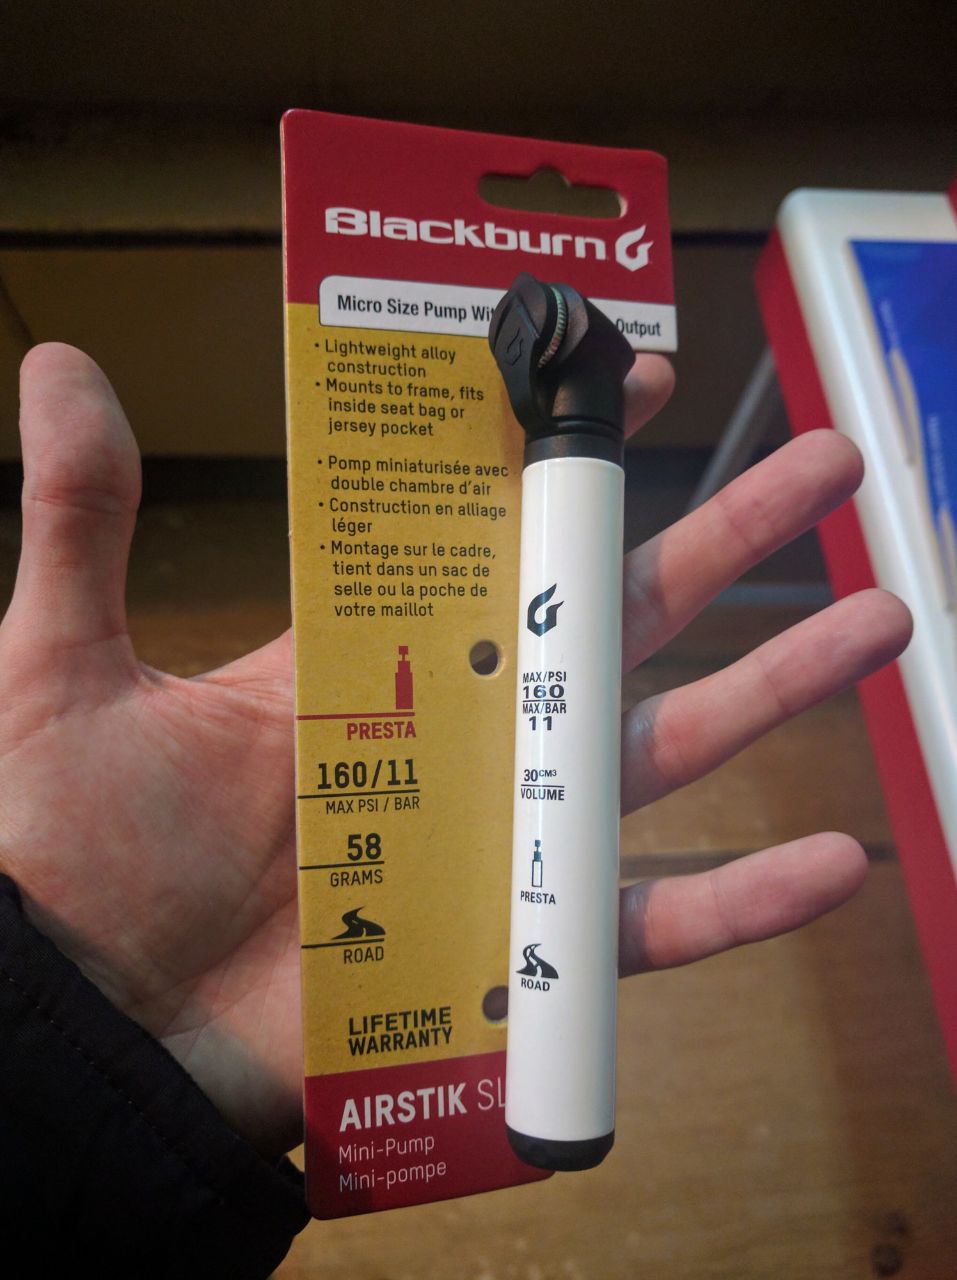 Blackburn
Micro Size Pump Output
• Lightweight alloy
construction
• Mounts to frame, fits
inside seat bag or
jersey pocket
• Pomp miniaturisée avec
double chambre d'air
• Construction en alliage
léger
• Montage sur le cadre,
tient dans un sac de
selle ou la poche de
votre maillot
PRESTA
160/11
MAX PSI / BAR
58
GRAMS
ROAD
LIFETIME
WARRANTY
AIRSTIK SL
Mini-Pump
Mini-pompe
MAX/PSI
160
MAX/BAR
11
30CM³
VOLUME
PRESTA
ROAD